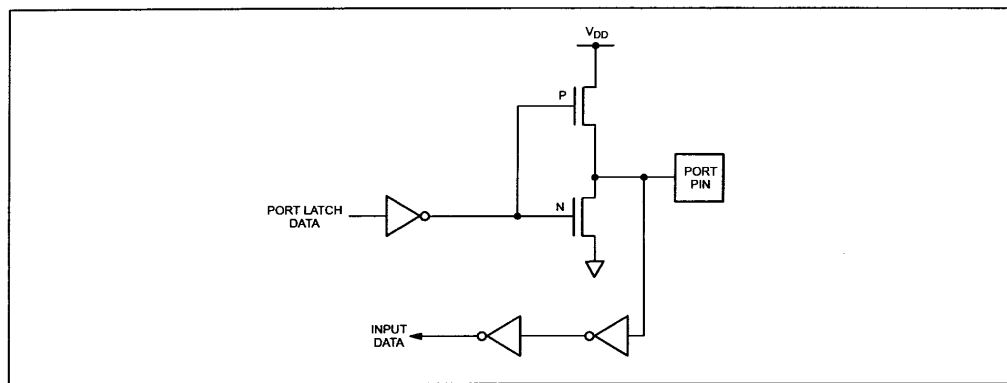 VDD
P
PORT
PIN
N
PORT LATCH
DATA
INPUT
DATA